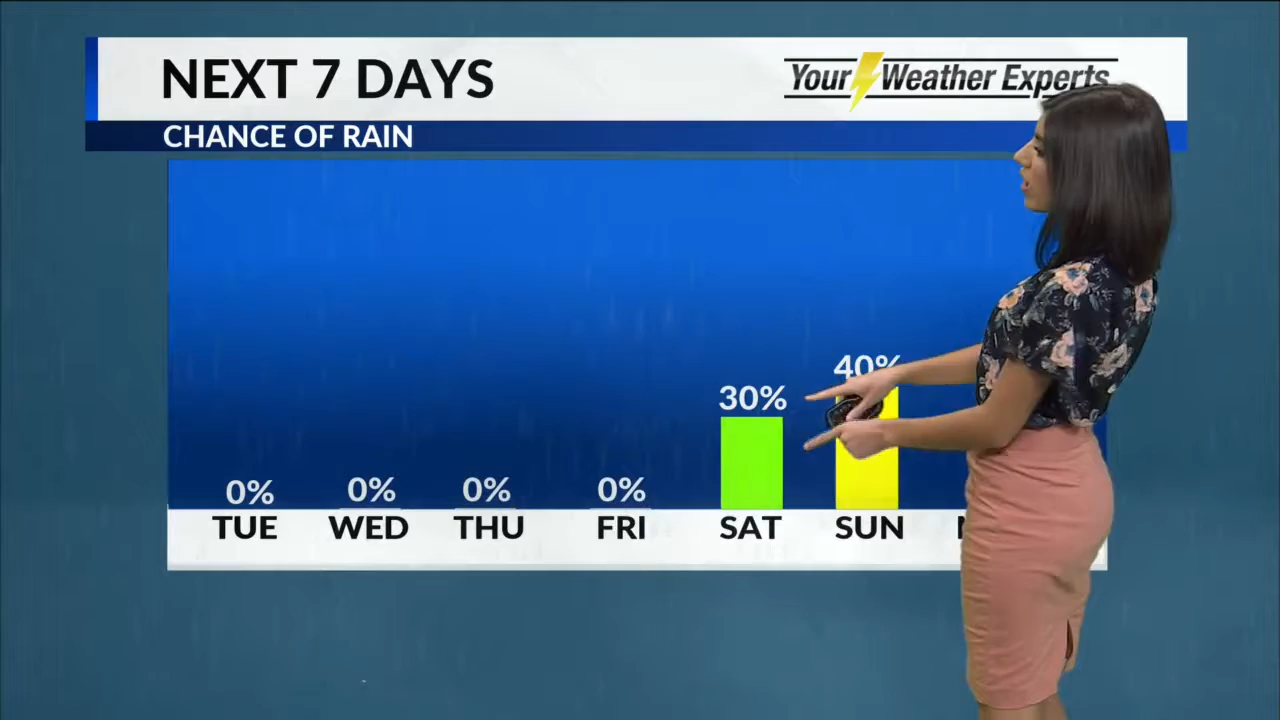 NEXT 7 DAYS
Your Weather Experts
CHANCE OF RAIN
0% 0% 0% 0% 30% 40%
TUE WED THU FRI SAT SUN